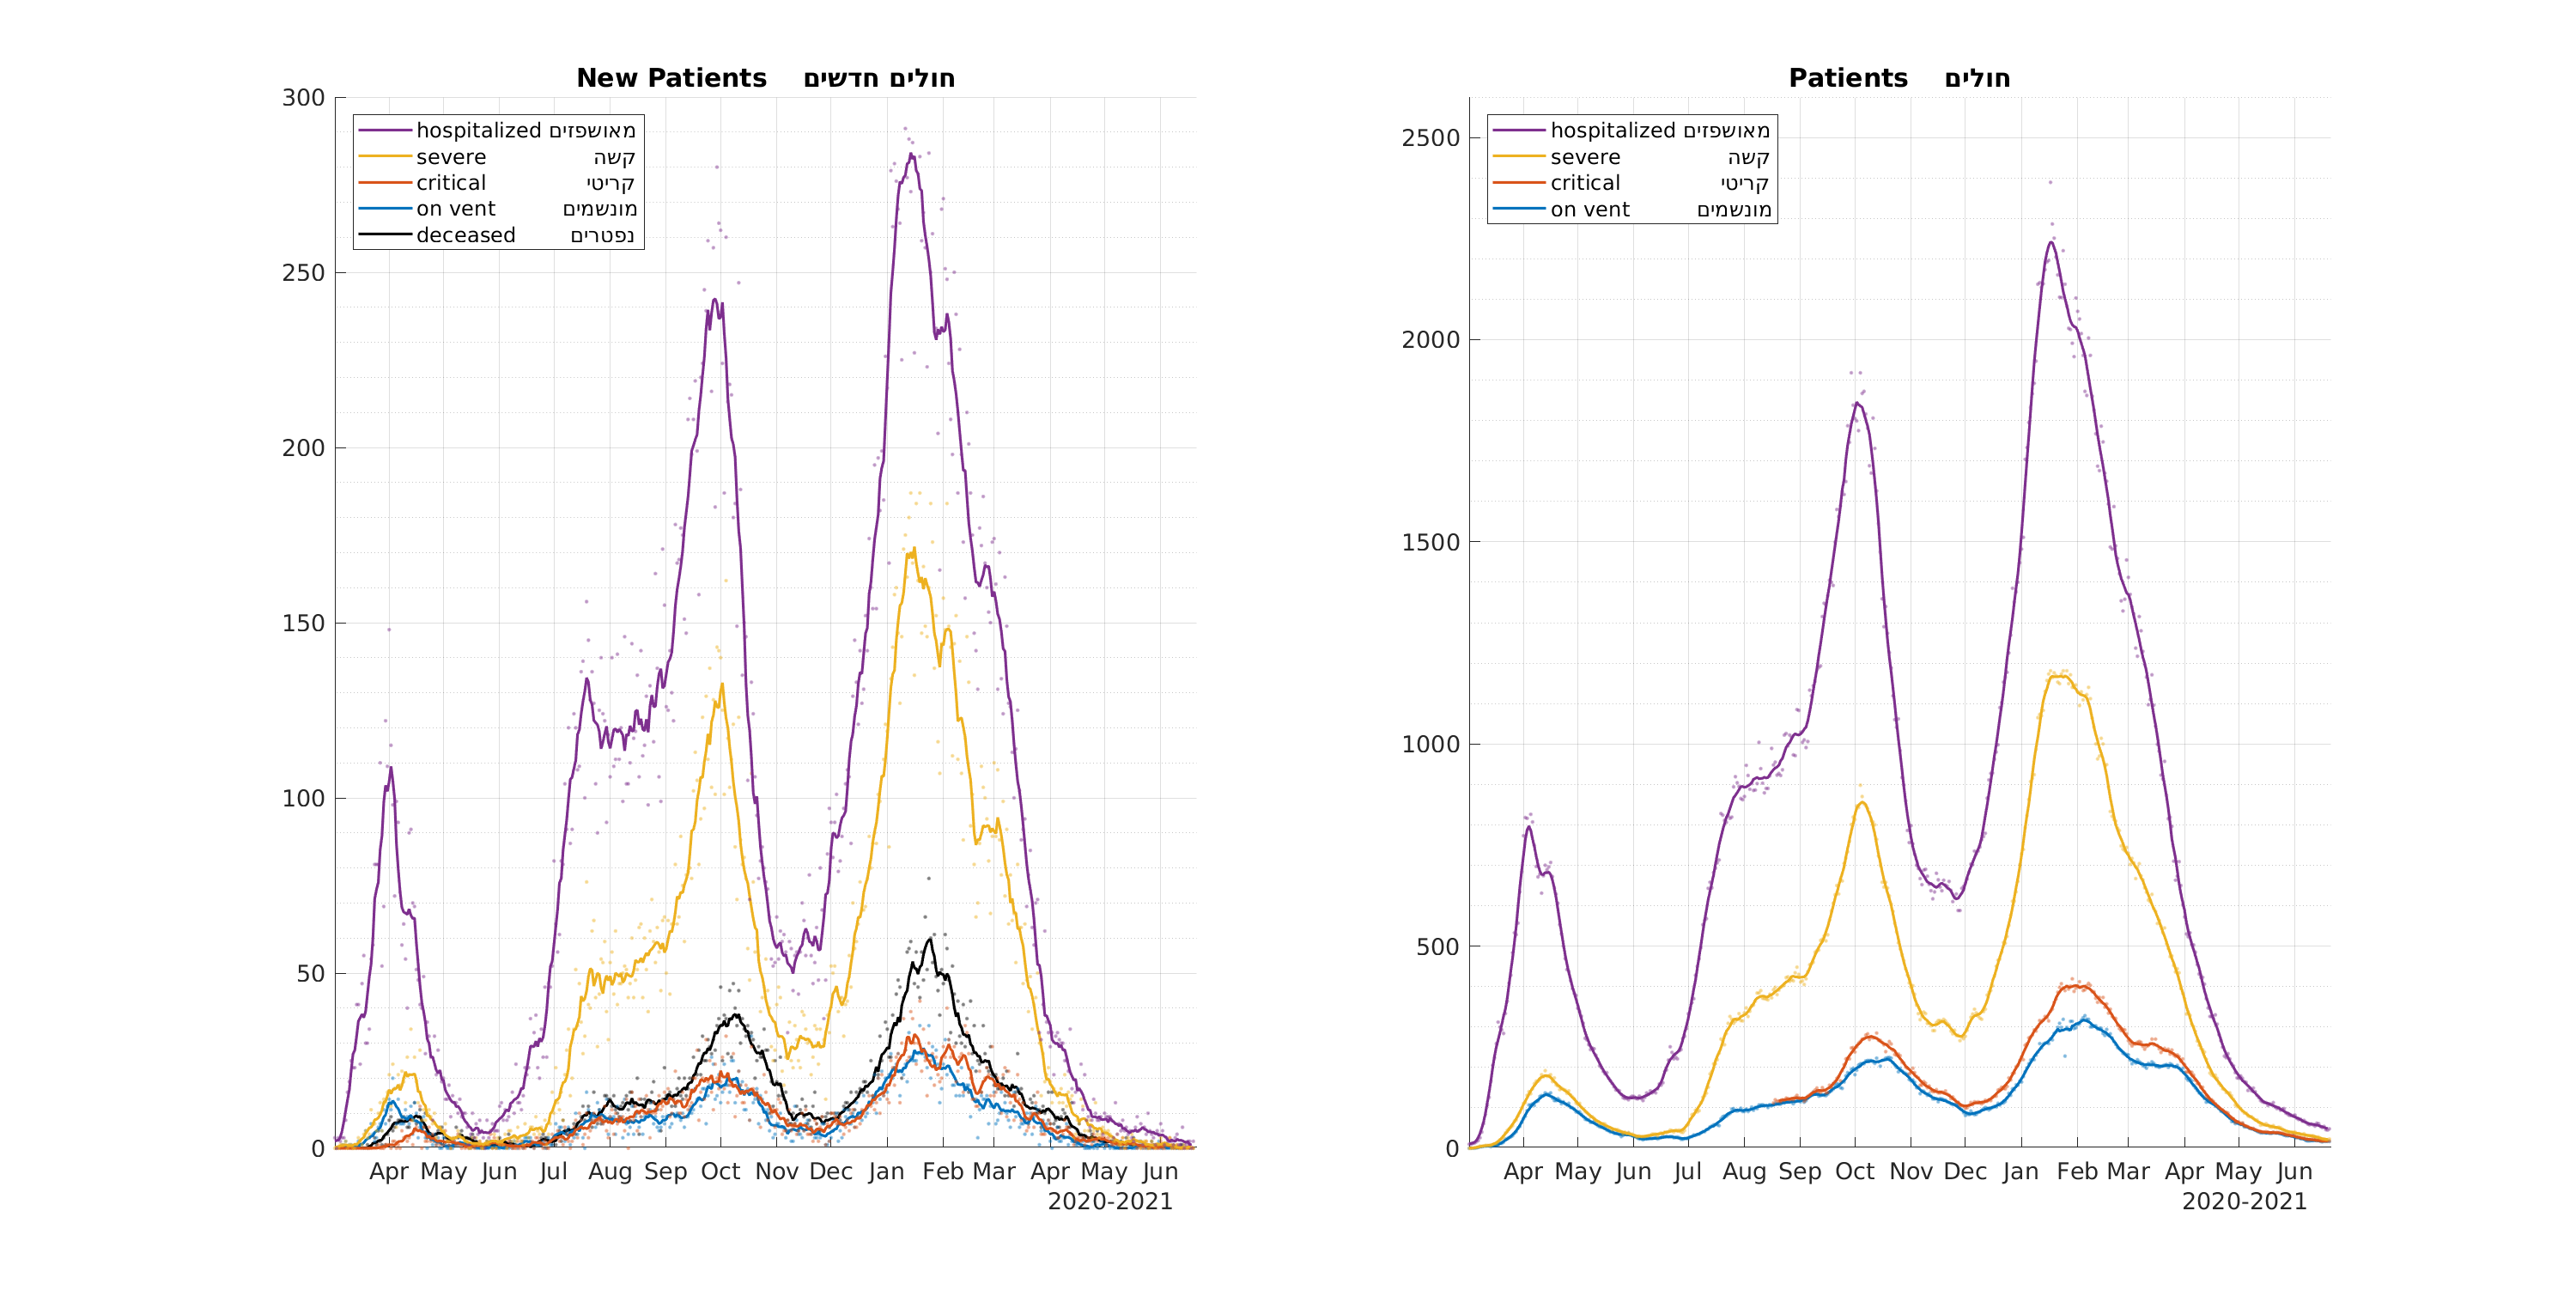 New Patients חולים חדשים
300
250
200
150
100
50
0
hospitalized מאושפזים
severe קשה
critical קריטי
on vent מונשמים
deceased נפטרים
Apr May Jun Jul Aug Sep Oct Nov Dec Jan Feb Mar Apr May Jun
2020-2021
Patients חולים
2500
2000
1500
1000
500
0
hospitalized מאושפזים
severe קשה
critical קריטי
on vent מונשמים
Apr May Jun Jul Aug Sep Oct Nov Dec Jan Feb Mar Apr May Jun
2020-2021